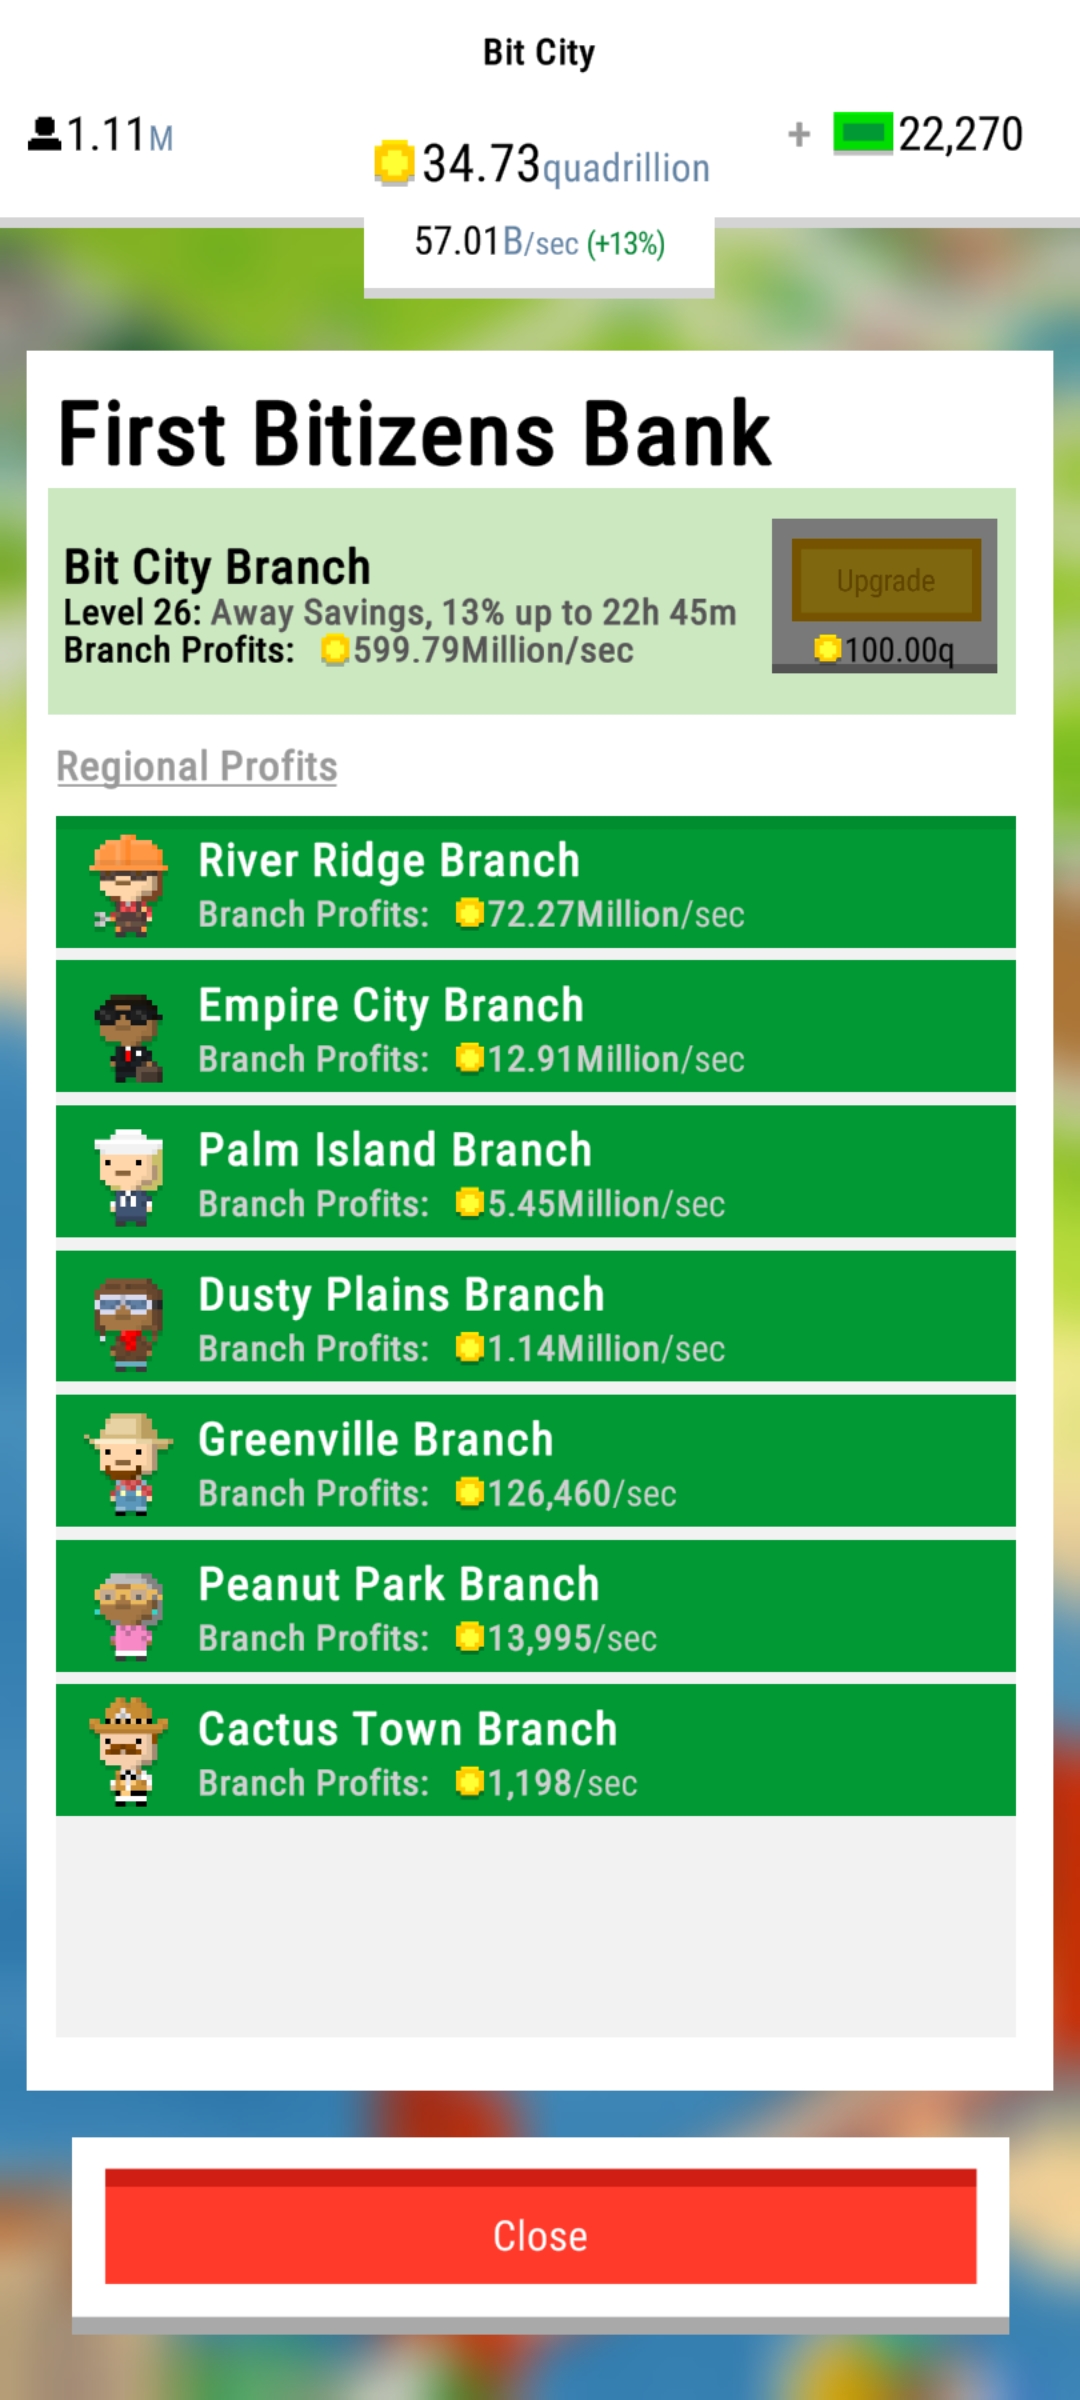 Bit City
1.11M
+ 22,270
34.73quadrillion
57.01B/sec (+13%)
First Bitizens Bank
Bit City Branch
Level 26: Away Savings, 13% up to 22h 45m
Branch Profits: 599.79Million/sec
Upgrade
100.00q
Regional Profits
River Ridge Branch
Branch Profits: 72.27Million/sec
Empire City Branch
Branch Profits: 12.91Million/sec
Palm Island Branch
Branch Profits: 5.45Million/sec
Dusty Plains Branch
Branch Profits: 1.14Million/sec
Greenville Branch
Branch Profits: 126,460/sec
Peanut Park Branch
Branch Profits: 13,995/sec
Cactus Town Branch
Branch Profits: 1,198/sec
Close